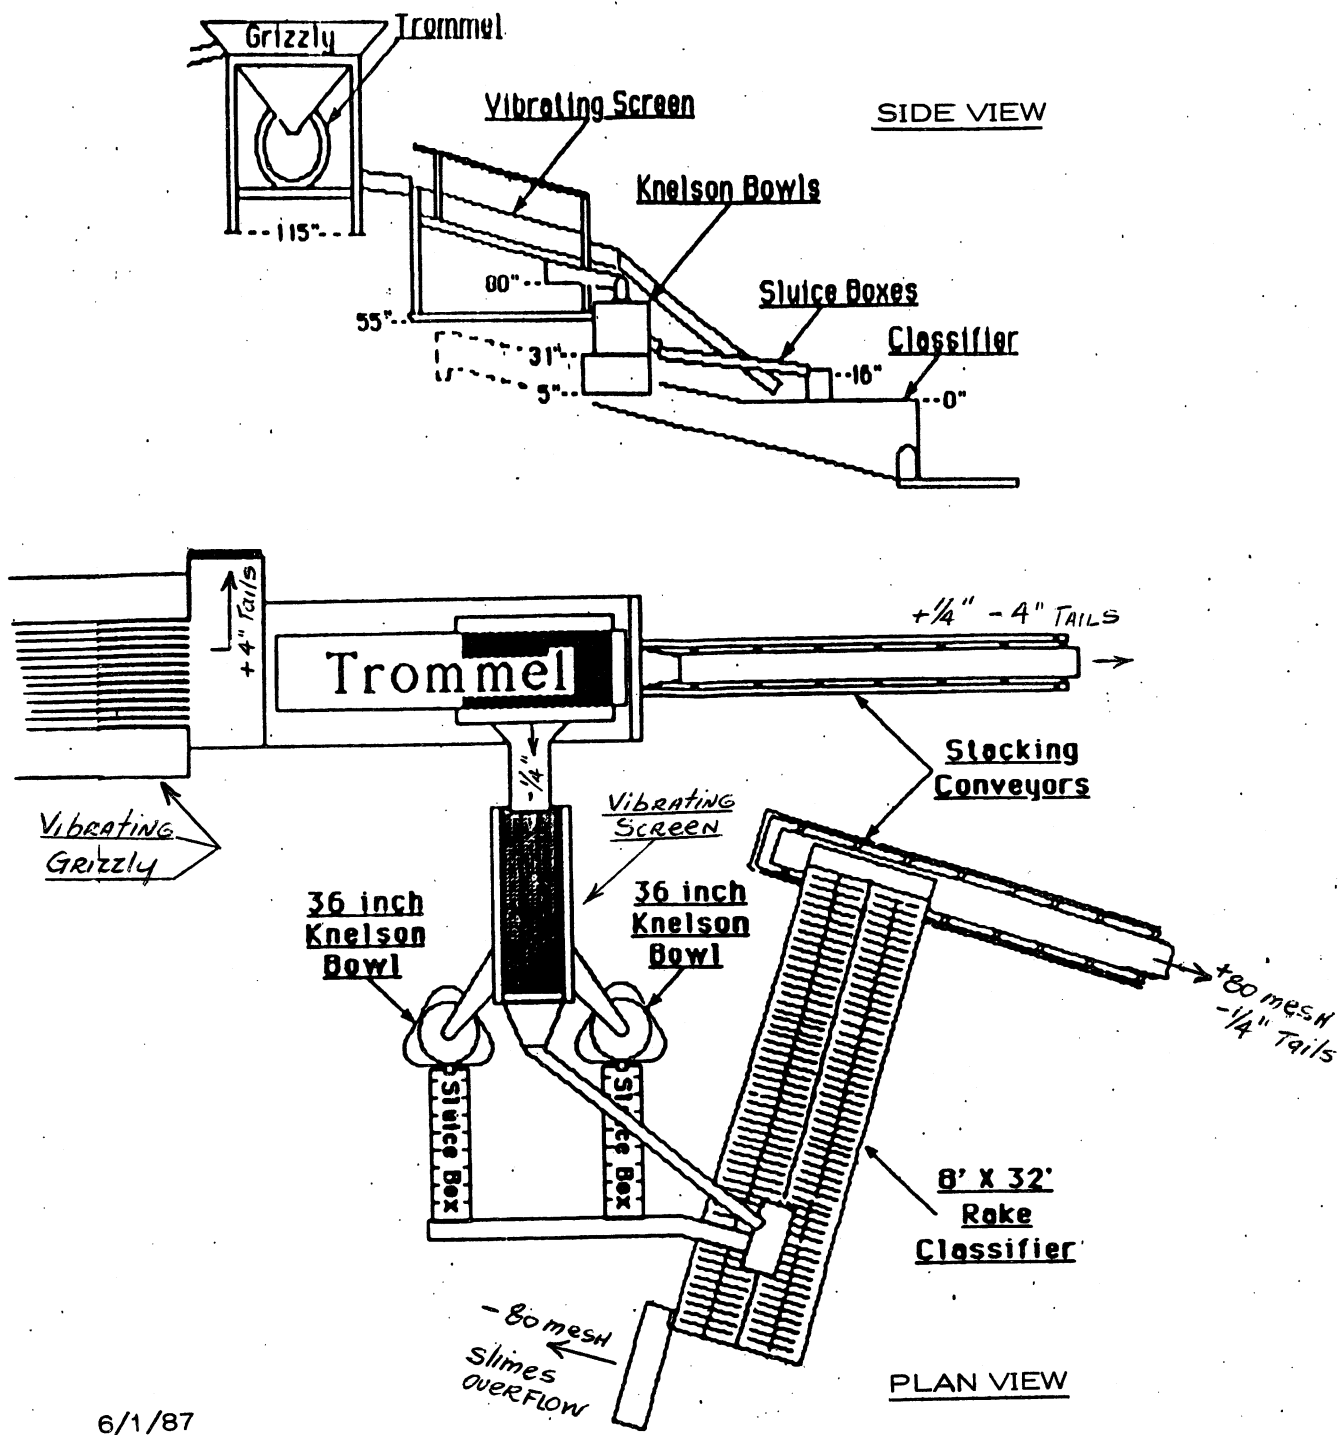 Grizzly
Trommel
Vibrating Screen
SIDE VIEW
Knelson Bowls
115"
80"
Sluice Boxes
55"
Classifier
31"
16"
5"
0"
+4" Tails
+1/4" - 4" TAILS
Trommel
-1/4"
Stacking
Conveyors
VIBRATING
GRIZZLY
VIBRATING
SCREEN
36 inch
Knelson
Bowl
36 inch
Knelson
Bowl
+80 mesH
-1/4" Tails
Sluice Box
Sluice Box
8' X 32'
Rake
Classifier
-80 mesH
Slimes
OVERFLOW
PLAN VIEW
6/1/87